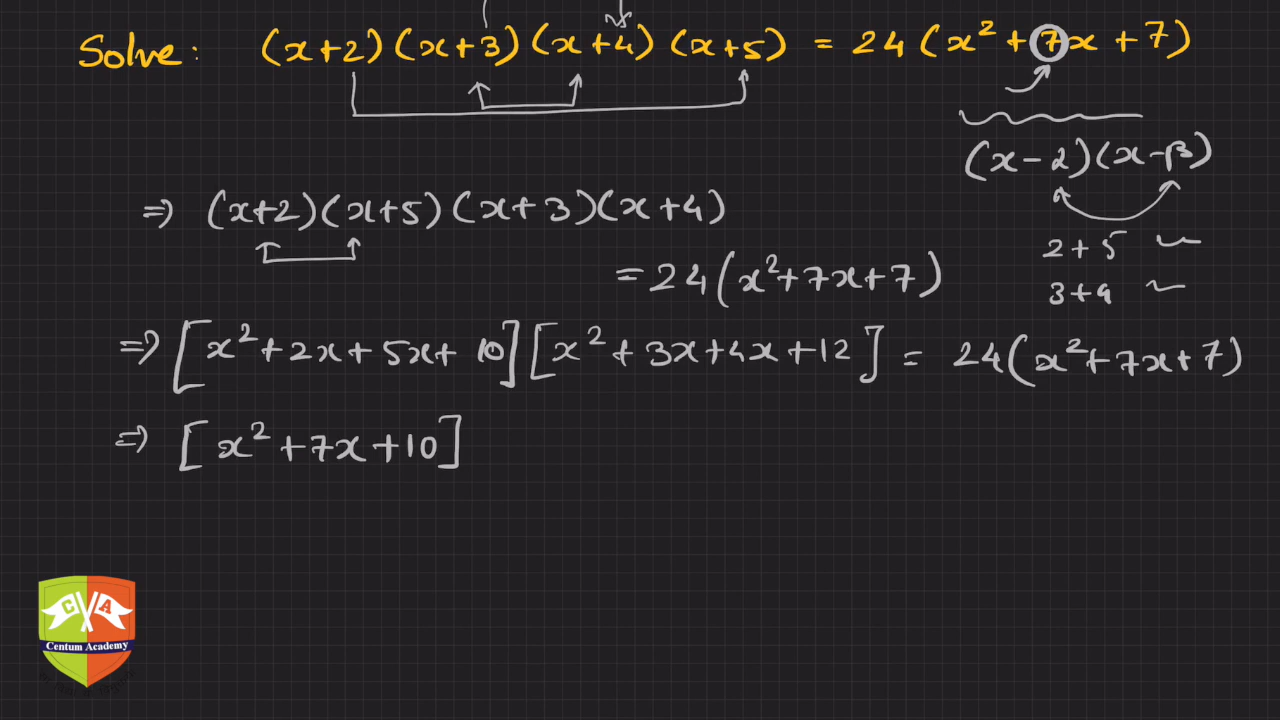 Solve: (x+2)(x+3)(x+4)(x+5) = 24(x² + 7x + 7)
(x-2)(x-β)
⇒ (x+2)(x+5)(x+3)(x+4)
2+5
= 24(x²+7x+7)
3+4
⇒ [x²+2x+5x+10][x²+3x+4x+12] = 24(x²+7x+7)
⇒ [x²+7x+10]
C A
Centum Academy